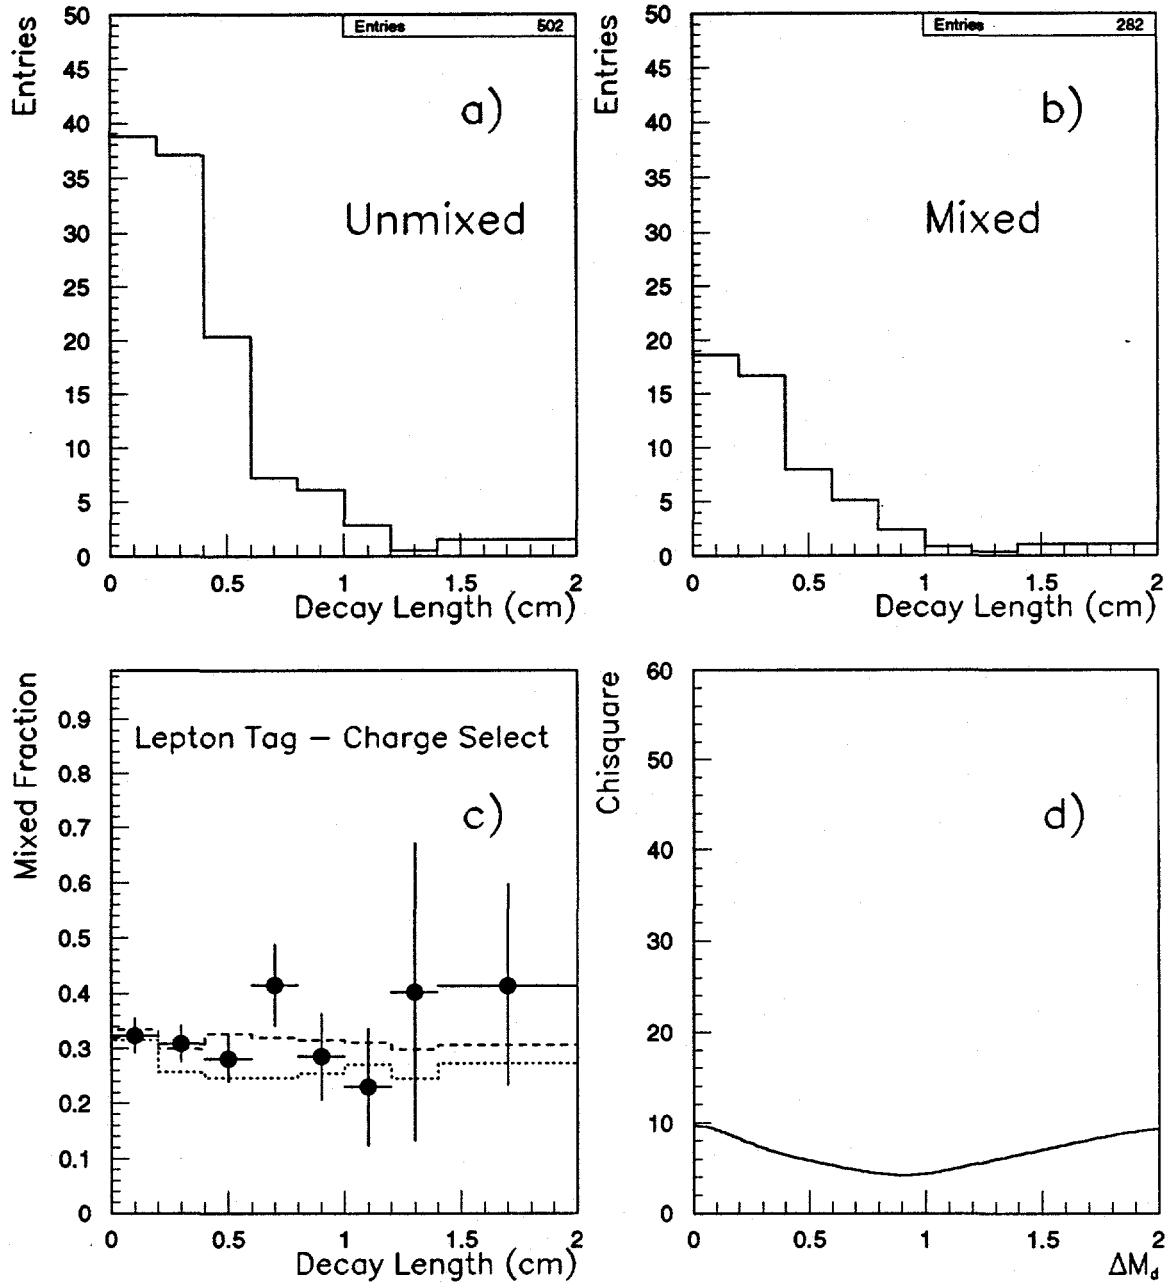 Entries 502
Entries
a)
Unmixed
50
45
40
35
30
25
20
15
10
5
0
0 0.5 1 1.5 2
Decay Length (cm)
Entries 282
Entries
b)
Mixed
50
45
40
35
30
25
20
15
10
5
0
0 0.5 1 1.5 2
Decay Length (cm)
Mixed Fraction
Lepton Tag – Charge Select
c)
0.9
0.8
0.7
0.6
0.5
0.4
0.3
0.2
0.1
0
0 0.5 1 1.5 2
Decay Length (cm)
Chisquare
d)
60
50
40
30
20
10
0
0 0.5 1 1.5 2
ΔM_d